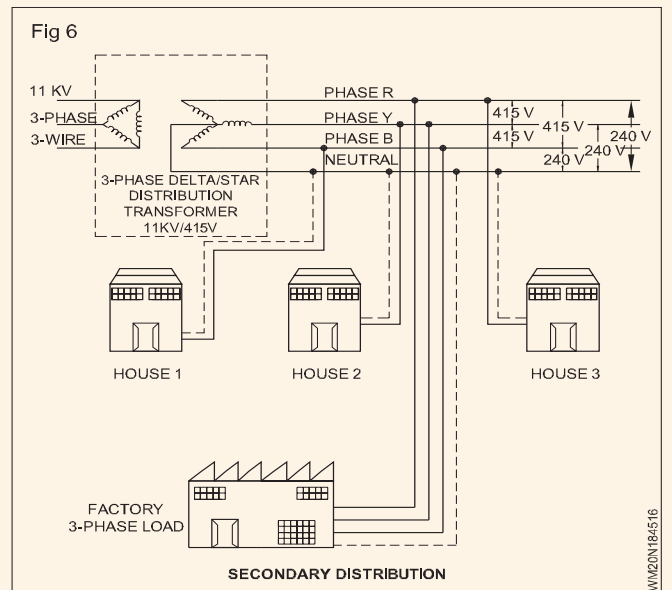 Fig 6
11 KV
3-PHASE
3-WIRE
3-PHASE DELTA/STAR
DISTRIBUTION
TRANSFORMER
11KV/415V
PHASE R
PHASE Y
PHASE B
NEUTRAL
415 V
415 V
415 V
240 V
240 V
240 V
HOUSE 1
HOUSE 2
HOUSE 3
FACTORY
3-PHASE LOAD
SECONDARY DISTRIBUTION
WM20N184516